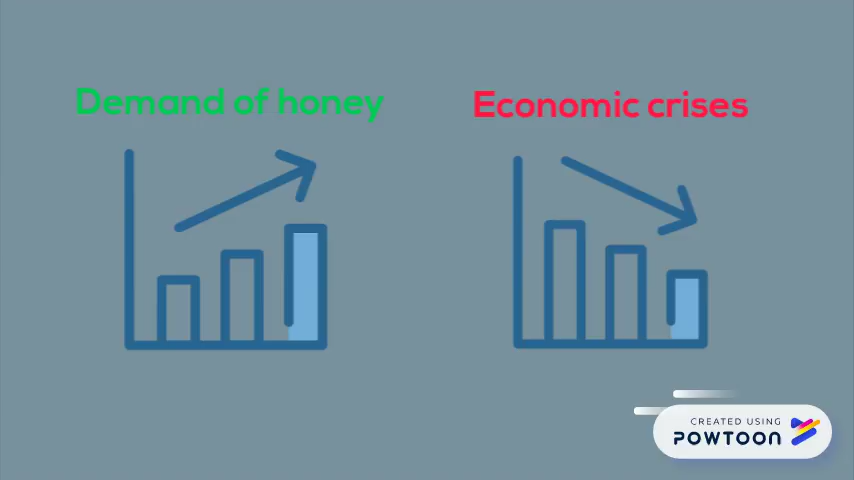 Demand of honey
Economic crises
CREATED USING
POWTOON